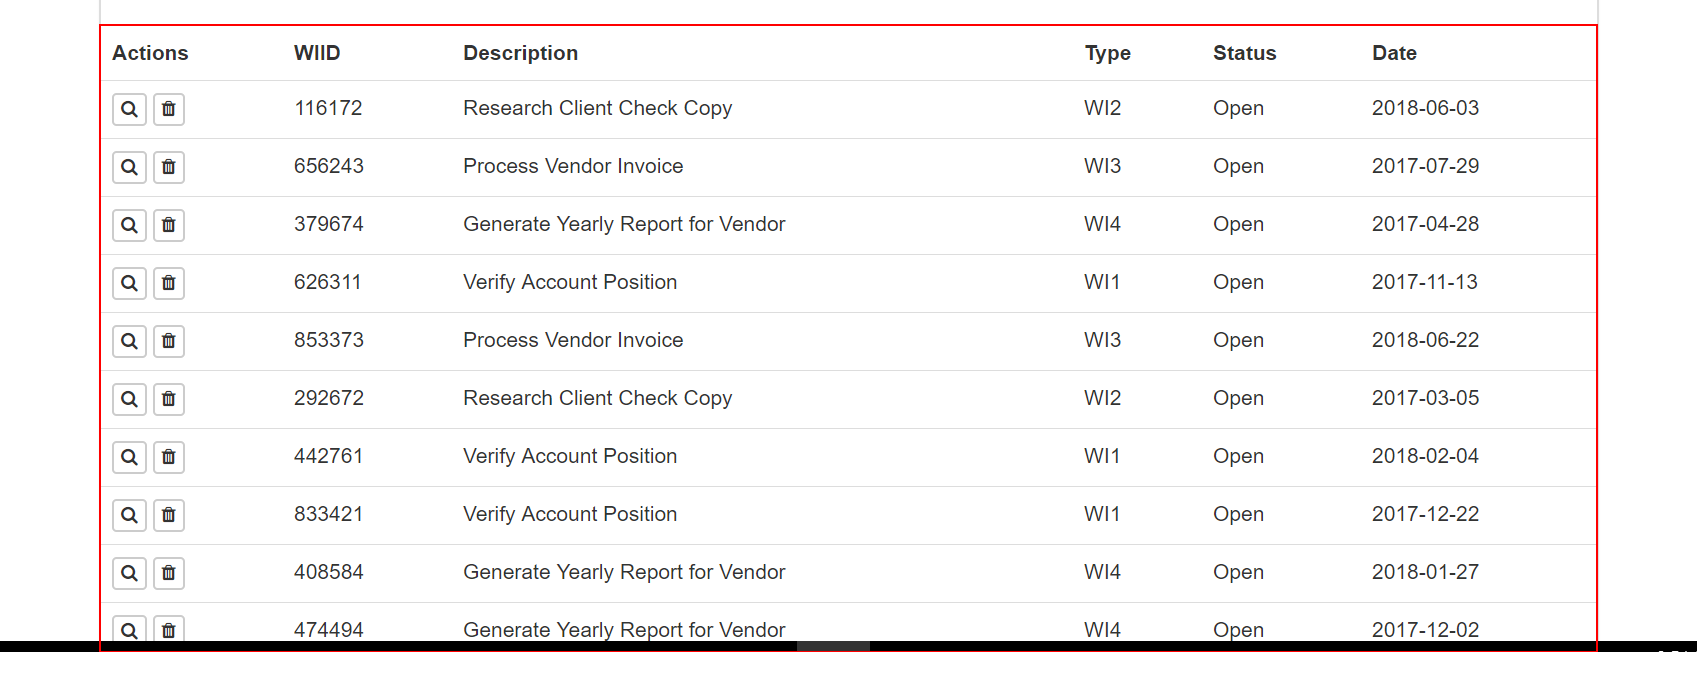 Actions WIID Description Type Status Date
116172 Research Client Check Copy WI2 Open 2018-06-03
656243 Process Vendor Invoice WI3 Open 2017-07-29
379674 Generate Yearly Report for Vendor WI4 Open 2017-04-28
626311 Verify Account Position WI1 Open 2017-11-13
853373 Process Vendor Invoice WI3 Open 2018-06-22
292672 Research Client Check Copy WI2 Open 2017-03-05
442761 Verify Account Position WI1 Open 2018-02-04
833421 Verify Account Position WI1 Open 2017-12-22
408584 Generate Yearly Report for Vendor WI4 Open 2018-01-27
474494 Generate Yearly Report for Vendor WI4 Open 2017-12-02